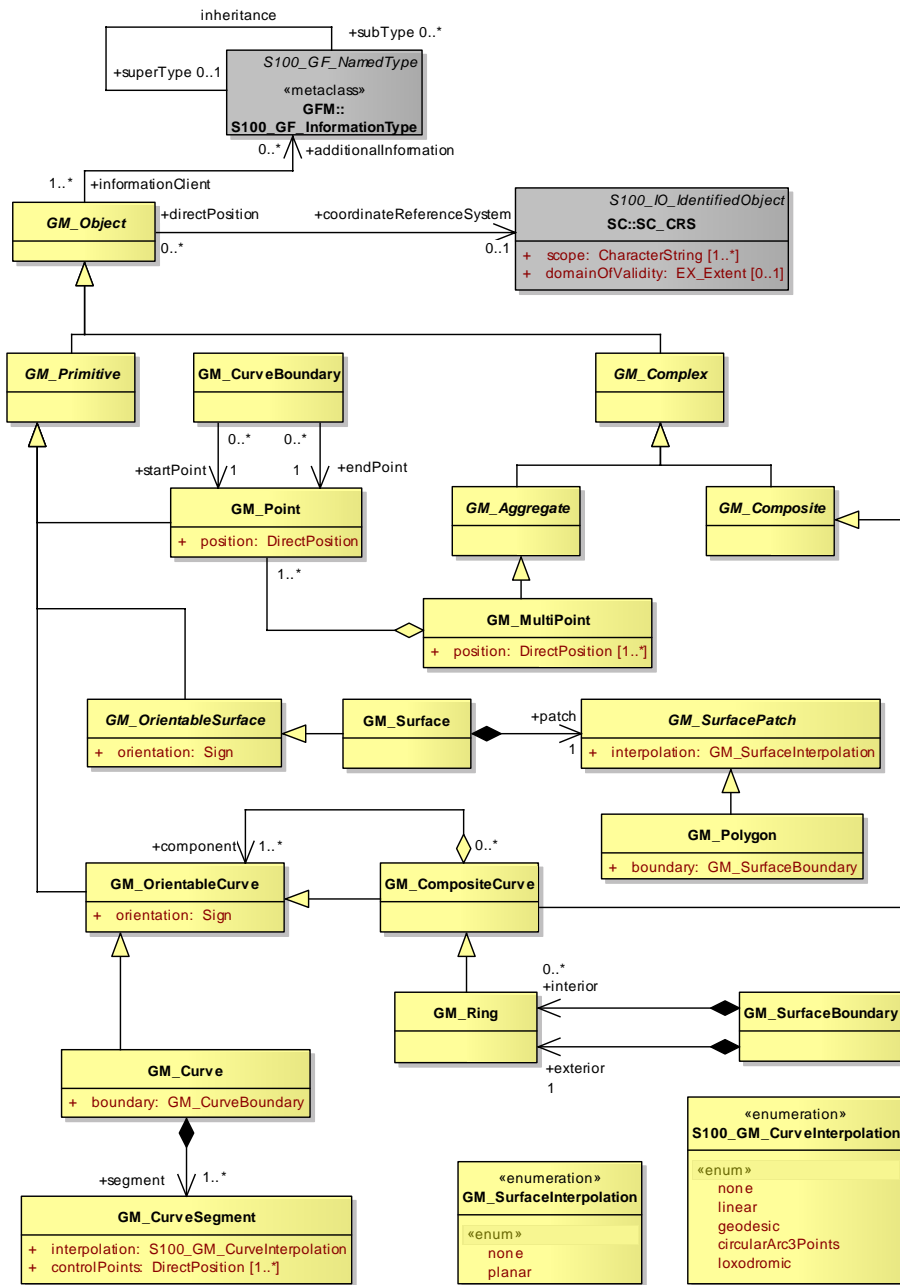 inheritance
+subType 0..*
+superType 0..1
S100_GF_NamedType
«metaclass»
GFM::
S100_GF_InformationType
0..*
+additionalInformation
1..*
+informationClient
GM_Object
+directPosition
0..*
+coordinateReferenceSystem
0..1
S100_IO_IdentifiedObject
SC::SC_CRS
+ scope: CharacterString [1..*]
+ domainOfValidity: EX_Extent [0..1]
GM_Primitive
GM_CurveBoundary
GM_Complex
0..*
0..*
+startPoint
1
1
+endPoint
GM_Point
+ position: DirectPosition
1..*
GM_Aggregate
GM_Composite
GM_MultiPoint
+ position: DirectPosition [1..*]
GM_OrientableSurface
+ orientation: Sign
GM_Surface
+patch
1
GM_SurfacePatch
+ interpolation: GM_SurfaceInterpolation
GM_Polygon
+ boundary: GM_SurfaceBoundary
+component
1..*
0..*
GM_OrientableCurve
+ orientation: Sign
GM_CompositeCurve
0..*
+interior
GM_Ring
GM_SurfaceBoundary
+exterior
1
GM_Curve
+ boundary: GM_CurveBoundary
+segment
1..*
GM_CurveSegment
+ interpolation: S100_GM_CurveInterpolation
+ controlPoints: DirectPosition [1..*]
«enumeration»
GM_SurfaceInterpolation
«enum»
none
planar
«enumeration»
S100_GM_CurveInterpolation
«enum»
none
linear
geodesic
circularArc3Points
loxodromic